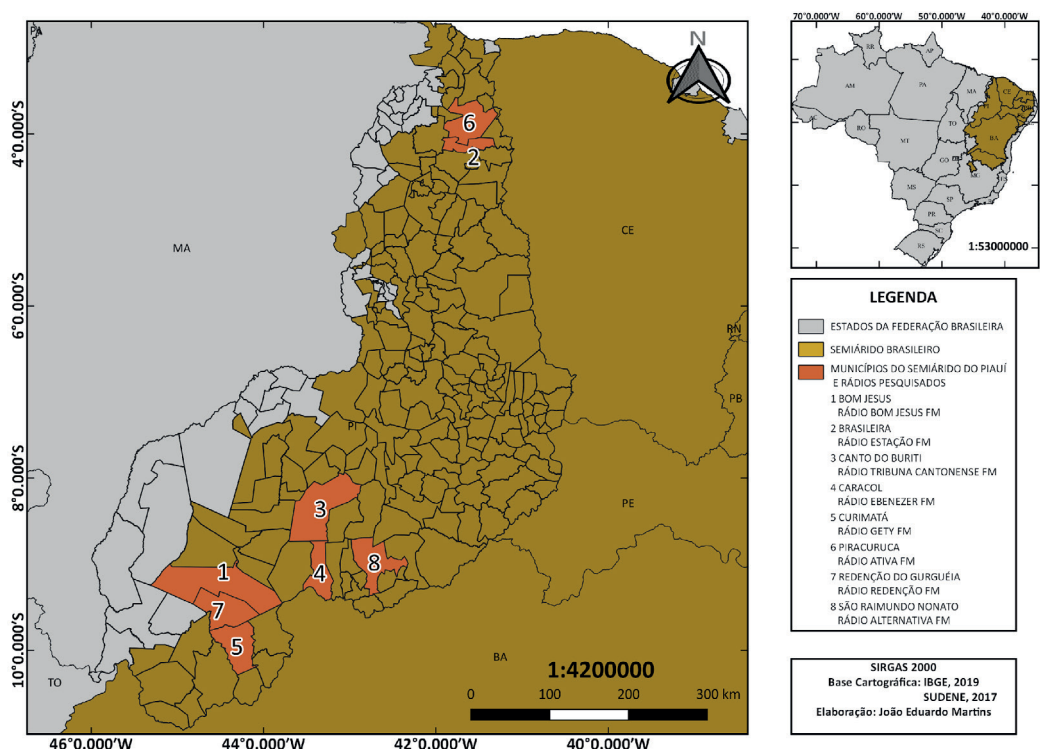 PA
N
4°0.000'S
6°0.000'S
8°0.000'S
10°0.000'S
46°0.000'W
44°0.000'W
42°0.000'W
40°0.000'W
MA
CE
RN
PB
PI
PE
BA
TO
6
2
3
1
4
8
7
5
1:4200000
0 100 200 300 km
70°0.000'W 60°0.000'W 50°0.000'W 40°0.000'W
RR
AP
AM
PA
MA
CE
PI
AC
RO
TO
MT
BA
GO
MG
ES
MS
SP
PR
SC
RS
1:53000000
LEGENDA
ESTADOS DA FEDERAÇÃO BRASILEIRA
SEMIÁRIDO BRASILEIRO
MUNICÍPIOS DO SEMIÁRIDO DO PIAUÍ
E RÁDIOS PESQUISADOS
1 BOM JESUS
RÁDIO BOM JESUS FM
2 BRASILEIRA
RÁDIO ESTAÇÃO FM
3 CANTO DO BURITI
RÁDIO TRIBUNA CANTONENSE FM
4 CARACOL
RÁDIO EBENEZER FM
5 CURIMATÁ
RÁDIO GETY FM
6 PIRACURUCA
RÁDIO ATIVA FM
7 REDENÇÃO DO GURGUÉIA
RÁDIO REDENÇÃO FM
8 SÃO RAIMUNDO NONATO
RÁDIO ALTERNATIVA FM
SIRGAS 2000
Base Cartográfica: IBGE, 2019
SUDENE, 2017
Elaboração: João Eduardo Martins